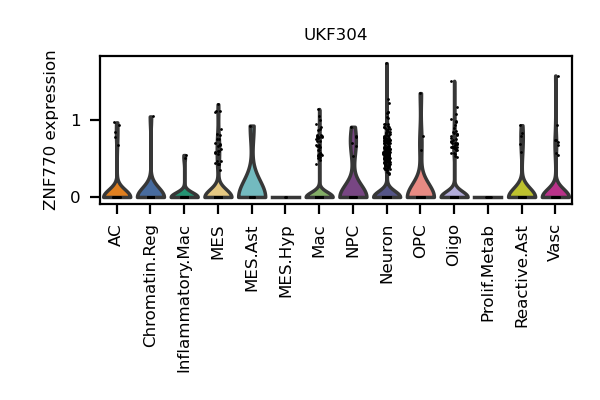 UKF304
ZNF770 expression
1
0
AC
Chromatin.Reg
Inflammatory.Mac
MES
MES.Ast
MES.Hyp
Mac
NPC
Neuron
OPC
Oligo
Prolif.Metab
Reactive.Ast
Vasc